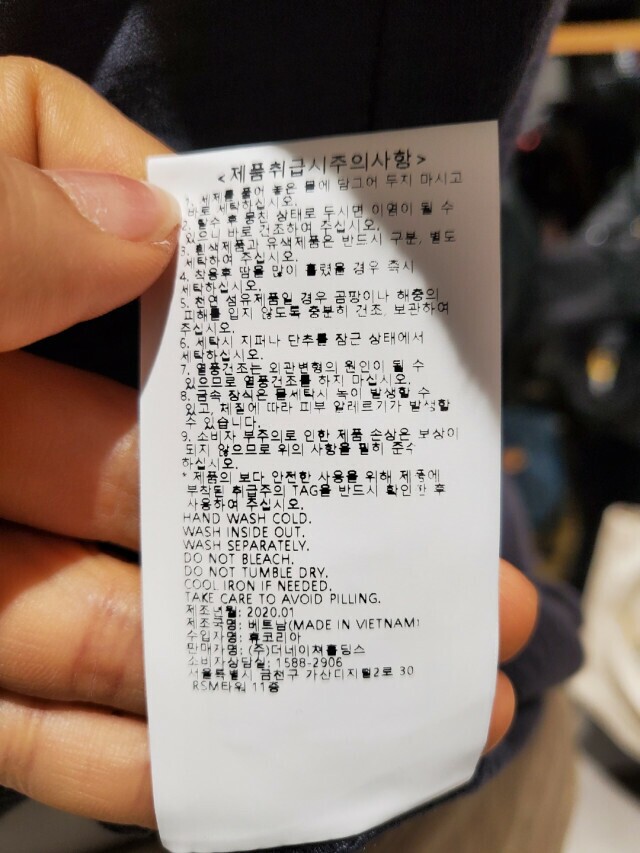 <제품취급시주의사항>
1. 세제를 풀어 놓은 물에 담그어 두지 마시고
바로 세탁하십시오.
2. 탈수 후 뭉친 상태로 두시면 이염이 될 수
있으니 바로 건조하여 주십시오.
3. 흰색제품과 유색제품은 반드시 구분, 별도
세탁하여 주십시오.
4. 착용후 땀을 많이 흘렸을 경우 즉시
세탁하십시오.
5. 천연 섬유제품일 경우 곰팡이나 해충의
피해를 입지 않도록 충분히 건조, 보관하여
주십시오.
6. 세탁시 지퍼나 단추를 잠근 상태에서
세탁하십시오.
7. 열풍건조는 외관변형의 원인이 될 수
있으므로 열풍건조를 하지 마십시오.
8. 금속 장식은 물세탁시 녹이 발생할 수
있고, 체질에 따라 피부 알레르기가 발생할
수 있습니다.
9. 소비자 부주의로 인한 제품 손상은 보상이
되지 않으므로 위의 사항을 필히 준수
하십시오.
* 제품의 보다 안전한 사용을 위해 제품에
부착된 취급주의 TAG을 반드시 확인한 후
사용하여 주십시오.
HAND WASH COLD.
WASH INSIDE OUT.
WASH SEPARATELY.
DO NOT BLEACH.
DO NOT TUMBLE DRY.
COOL IRON IF NEEDED.
TAKE CARE TO AVOID PILLING.
제조년월: 2020.01
제조국명: 베트남(MADE IN VIETNAM)
수입자명: 휴코리아
판매자명: (주)더네이쳐홀딩스
소비자상담실: 1588-2906
서울특별시 금천구 가산디지털2로 30
RSM타워 11층